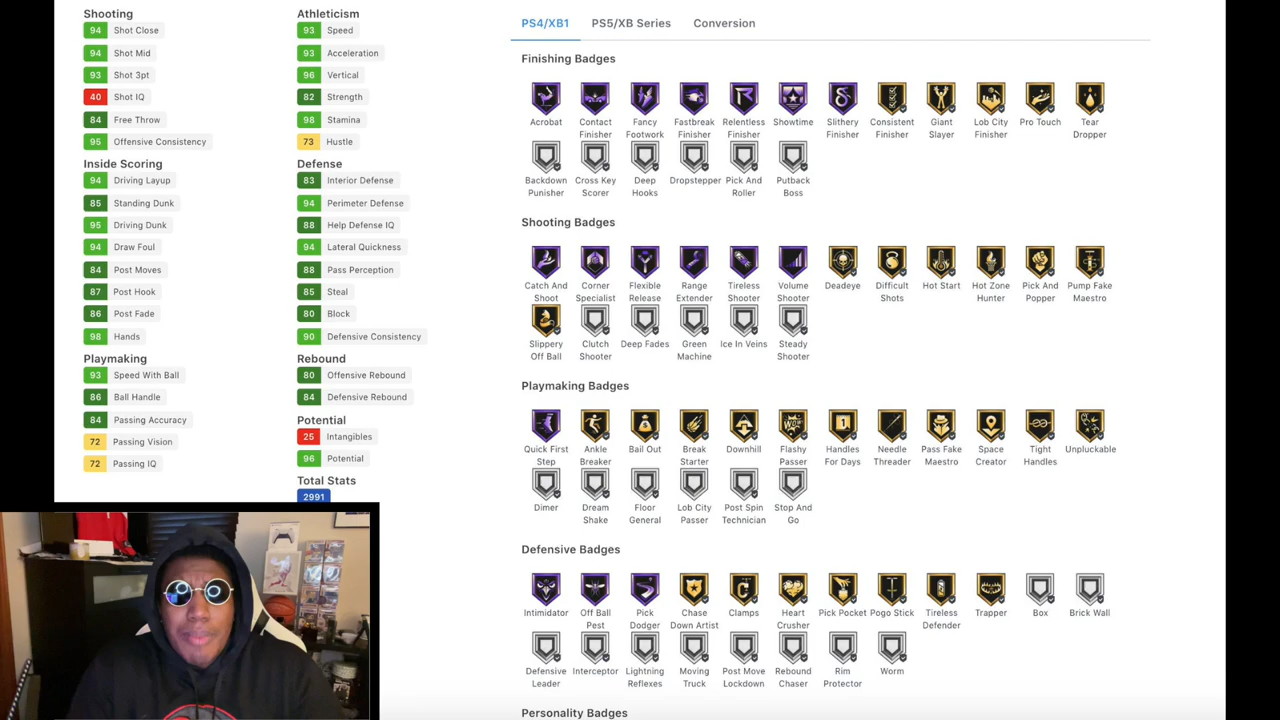 Shooting
94 Shot Close
94 Shot Mid
93 Shot 3pt
40 Shot IQ
84 Free Throw
95 Offensive Consistency
Inside Scoring
94 Driving Layup
85 Standing Dunk
95 Driving Dunk
94 Draw Foul
84 Post Moves
87 Post Hook
86 Post Fade
98 Hands
Playmaking
93 Speed With Ball
86 Ball Handle
84 Passing Accuracy
72 Passing Vision
72 Passing IQ
Athleticism
93 Speed
93 Acceleration
96 Vertical
82 Strength
98 Stamina
73 Hustle
Defense
83 Interior Defense
94 Perimeter Defense
88 Help Defense IQ
94 Lateral Quickness
88 Pass Perception
85 Steal
80 Block
90 Defensive Consistency
Rebound
80 Offensive Rebound
84 Defensive Rebound
Potential
25 Intangibles
96 Potential
Total Stats
2991
PS4/XB1 PS5/XB Series Conversion
Finishing Badges
Acrobat Contact Fancy Fastbreak Relentless Showtime Slithery Consistent Giant Lob City Pro Touch Tear
Finisher Footwork Finisher Finisher Finisher Finisher Slayer Finisher Dropper
Backdown Cross Key Deep Dropstepper Pick And Putback
Punisher Scorer Hooks Roller Boss
Shooting Badges
Catch And Corner Flexible Range Tireless Volume Deadeye Difficult Hot Start Hot Zone Pick And Pump Fake
Shoot Specialist Release Extender Shooter Shooter Shots Hunter Popper Maestro
Slippery Clutch Deep Fades Green Ice In Veins Steady
Off Ball Shooter Machine Shooter
Playmaking Badges
Quick First Ankle Bail Out Break Downhill Flashy Handles Needle Pass Fake Space Tight Unpluckable
Step Breaker Starter Passer For Days Threader Maestro Creator Handles
Dimer Dream Floor Lob City Post Spin Stop And
Shake General Passer Technician Go
Defensive Badges
Intimidator Off Ball Pick Chase Clamps Heart Pick Pocket Pogo Stick Tireless Trapper Box Brick Wall
Pest Dodger Down Artist Crusher Defender
Defensive Interceptor Lightning Moving Post Move Rebound Rim Worm
Leader Reflexes Truck Lockdown Chaser Protector
Personality Badges